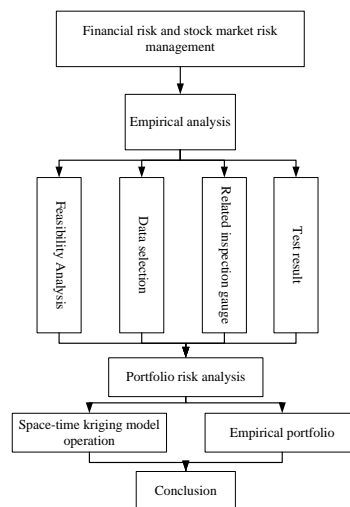 Financial risk and stock market risk
management
Empirical analysis
Feasibility Analysis
Data selection
Related inspection gauge
Test result
Portfolio risk analysis
Space-time kriging model
operation
Empirical portfolio
Conclusion